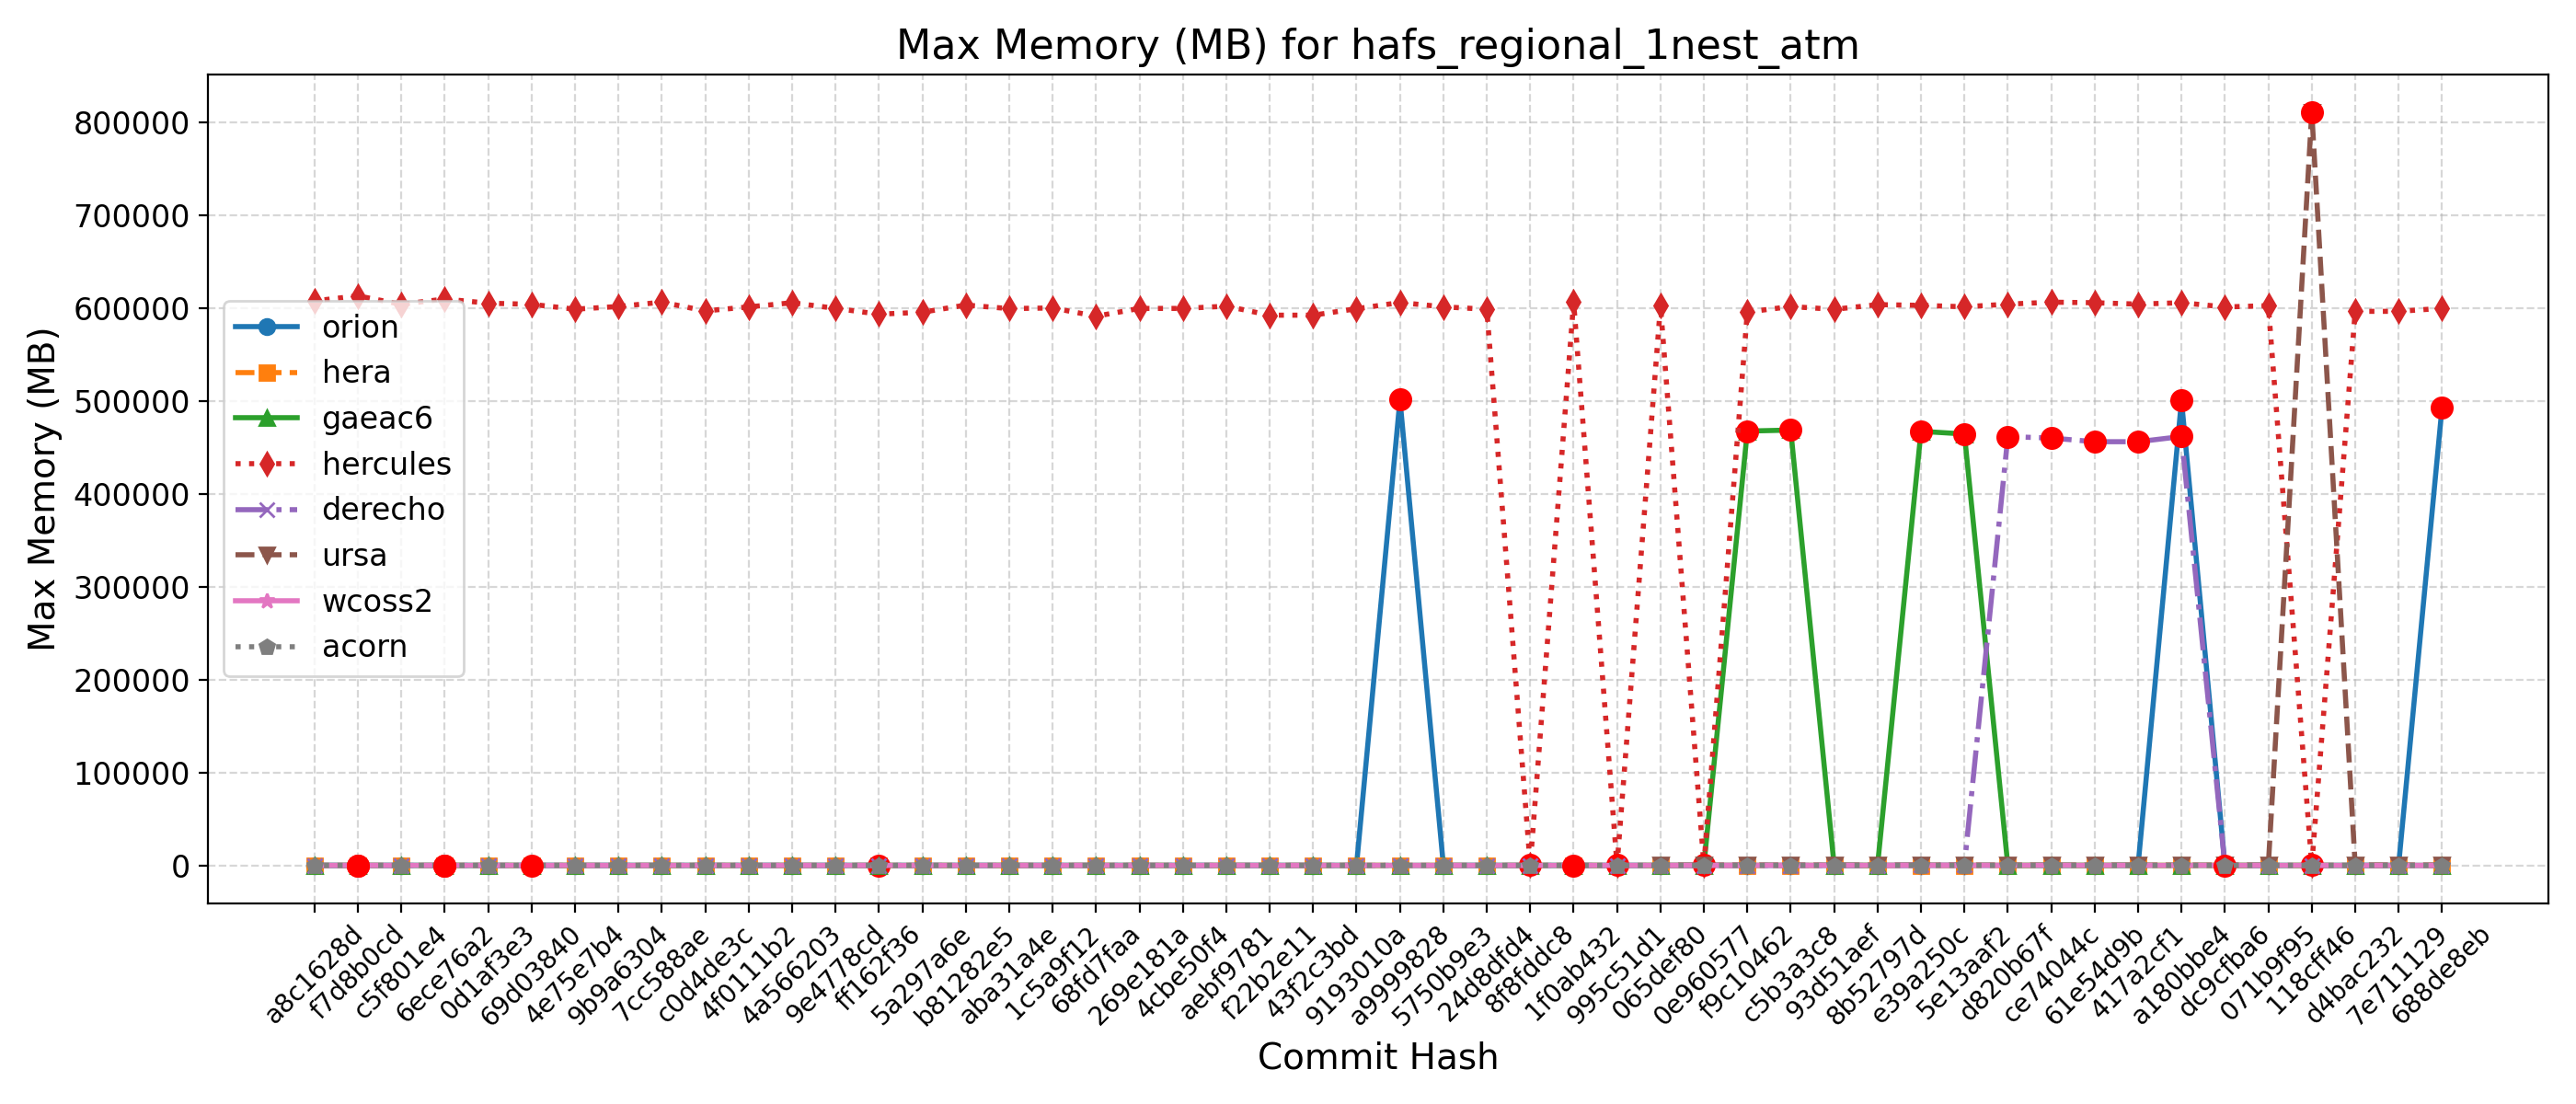 Max Memory (MB) for hafs_regional_1nest_atm
Max Memory (MB)
800000
700000
600000
500000
400000
300000
200000
100000
0
orion
hera
gaeac6
hercules
derecho
ursa
wcoss2
acorn
a8c1628d
f7d8b0cd
c5f801e4
6ece76a2
0d1af3e3
69d03840
4e75e7b4
9b9a6304
7cc588ae
c0d4de3c
4f0111b2
4a566203
9e4778cd
ff162f36
5a297a6e
b81282e5
aba31a4e
1c5a9f12
68fd7faa
269e181a
4cbe50f4
aebf9781
f22b2e11
43f2c3bd
9193010a
a9999828
5750b9e3
24d8dfd4
8f8fddc8
1f0ab432
995c51d1
065def80
0e960577
f9c10462
c5b3a3c8
93d51aef
8b52797d
e39a250c
5e13aaf2
d820b67f
ce74044c
61e54d9b
417a2cf1
a180bbe4
dc9cfba6
071b9f95
118cff46
d4bac232
7e711129
688de8eb
Commit Hash